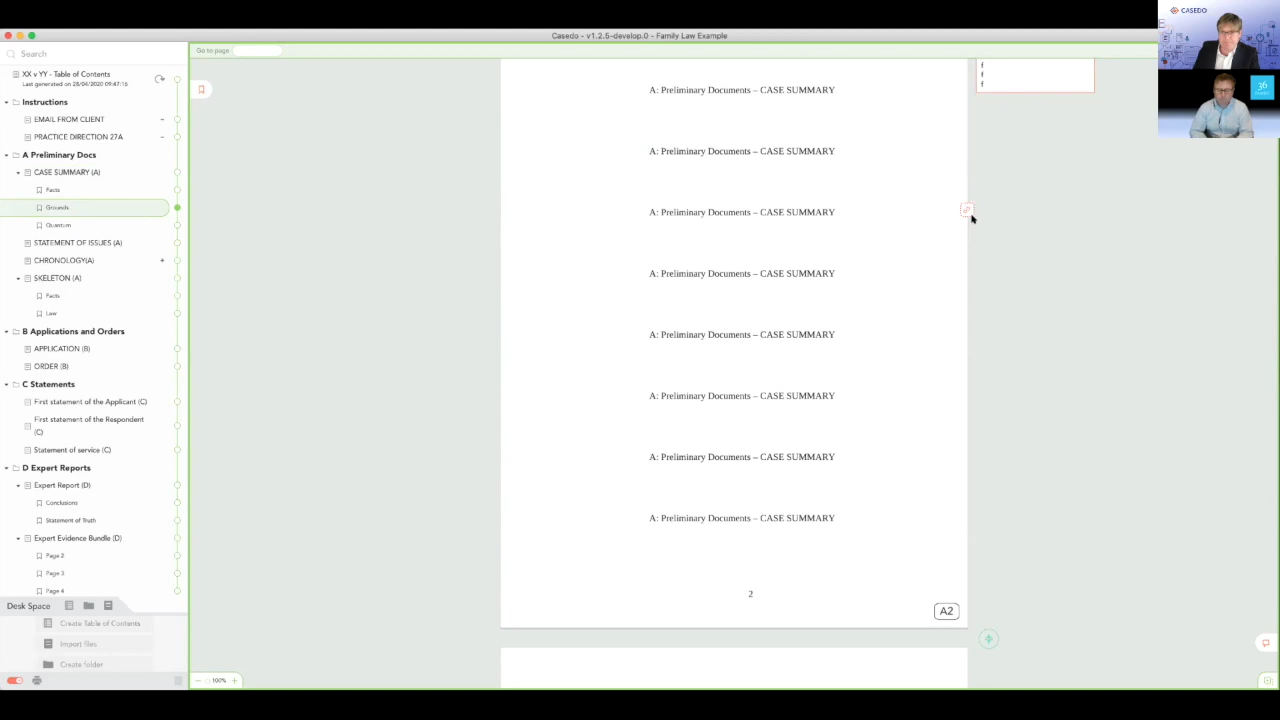 CASEDO
Casedo - v1.2.5-develop.0 - Family Law Example
Search
Go to page
XX v YY - Table of Contents
Last generated on 28/04/2020 09:47:16
Instructions
EMAIL FROM CLIENT
PRACTICE DIRECTION 27A
A Preliminary Docs
CASE SUMMARY (A)
Facts
Grounds
Quantum
STATEMENT OF ISSUES (A)
CHRONOLOGY(A)
SKELETON (A)
Facts
Law
B Applications and Orders
APPLICATION (B)
ORDER (B)
C Statements
First statement of the Applicant (C)
First statement of the Respondent
(C)
Statement of service (C)
D Expert Reports
Expert Report (D)
Conclusions
Statement of Truth
Expert Evidence Bundle (D)
Page 2
Page 3
Page 4
Desk Space
Create Table of Contents
Import files
Create folder
A: Preliminary Documents – CASE SUMMARY
A: Preliminary Documents – CASE SUMMARY
A: Preliminary Documents – CASE SUMMARY
A: Preliminary Documents – CASE SUMMARY
A: Preliminary Documents – CASE SUMMARY
A: Preliminary Documents – CASE SUMMARY
A: Preliminary Documents – CASE SUMMARY
A: Preliminary Documents – CASE SUMMARY
2
A2
f
f
f
36
100%